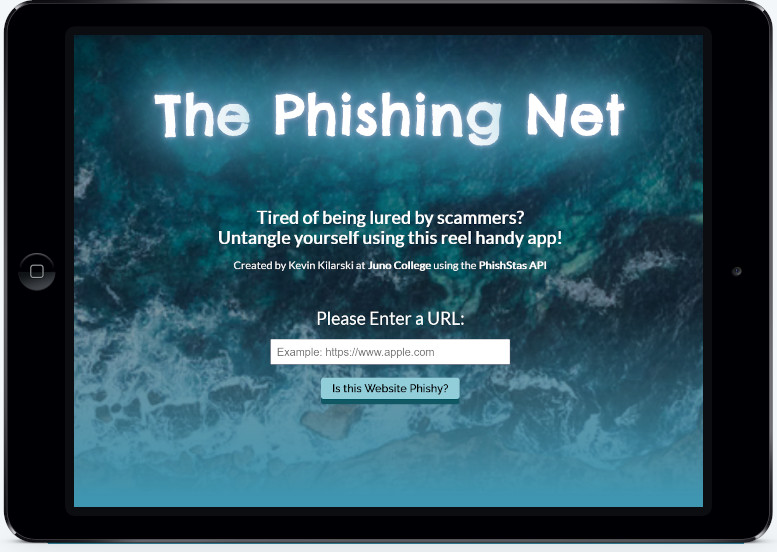 The Phishing Net
Tired of being lured by scammers?
Untangle yourself using this reel handy app!
Created by Kevin Kilarski at Juno College using the PhishStas API
Please Enter a URL:
Example: https://www.apple.com
Is this Website Phishy?